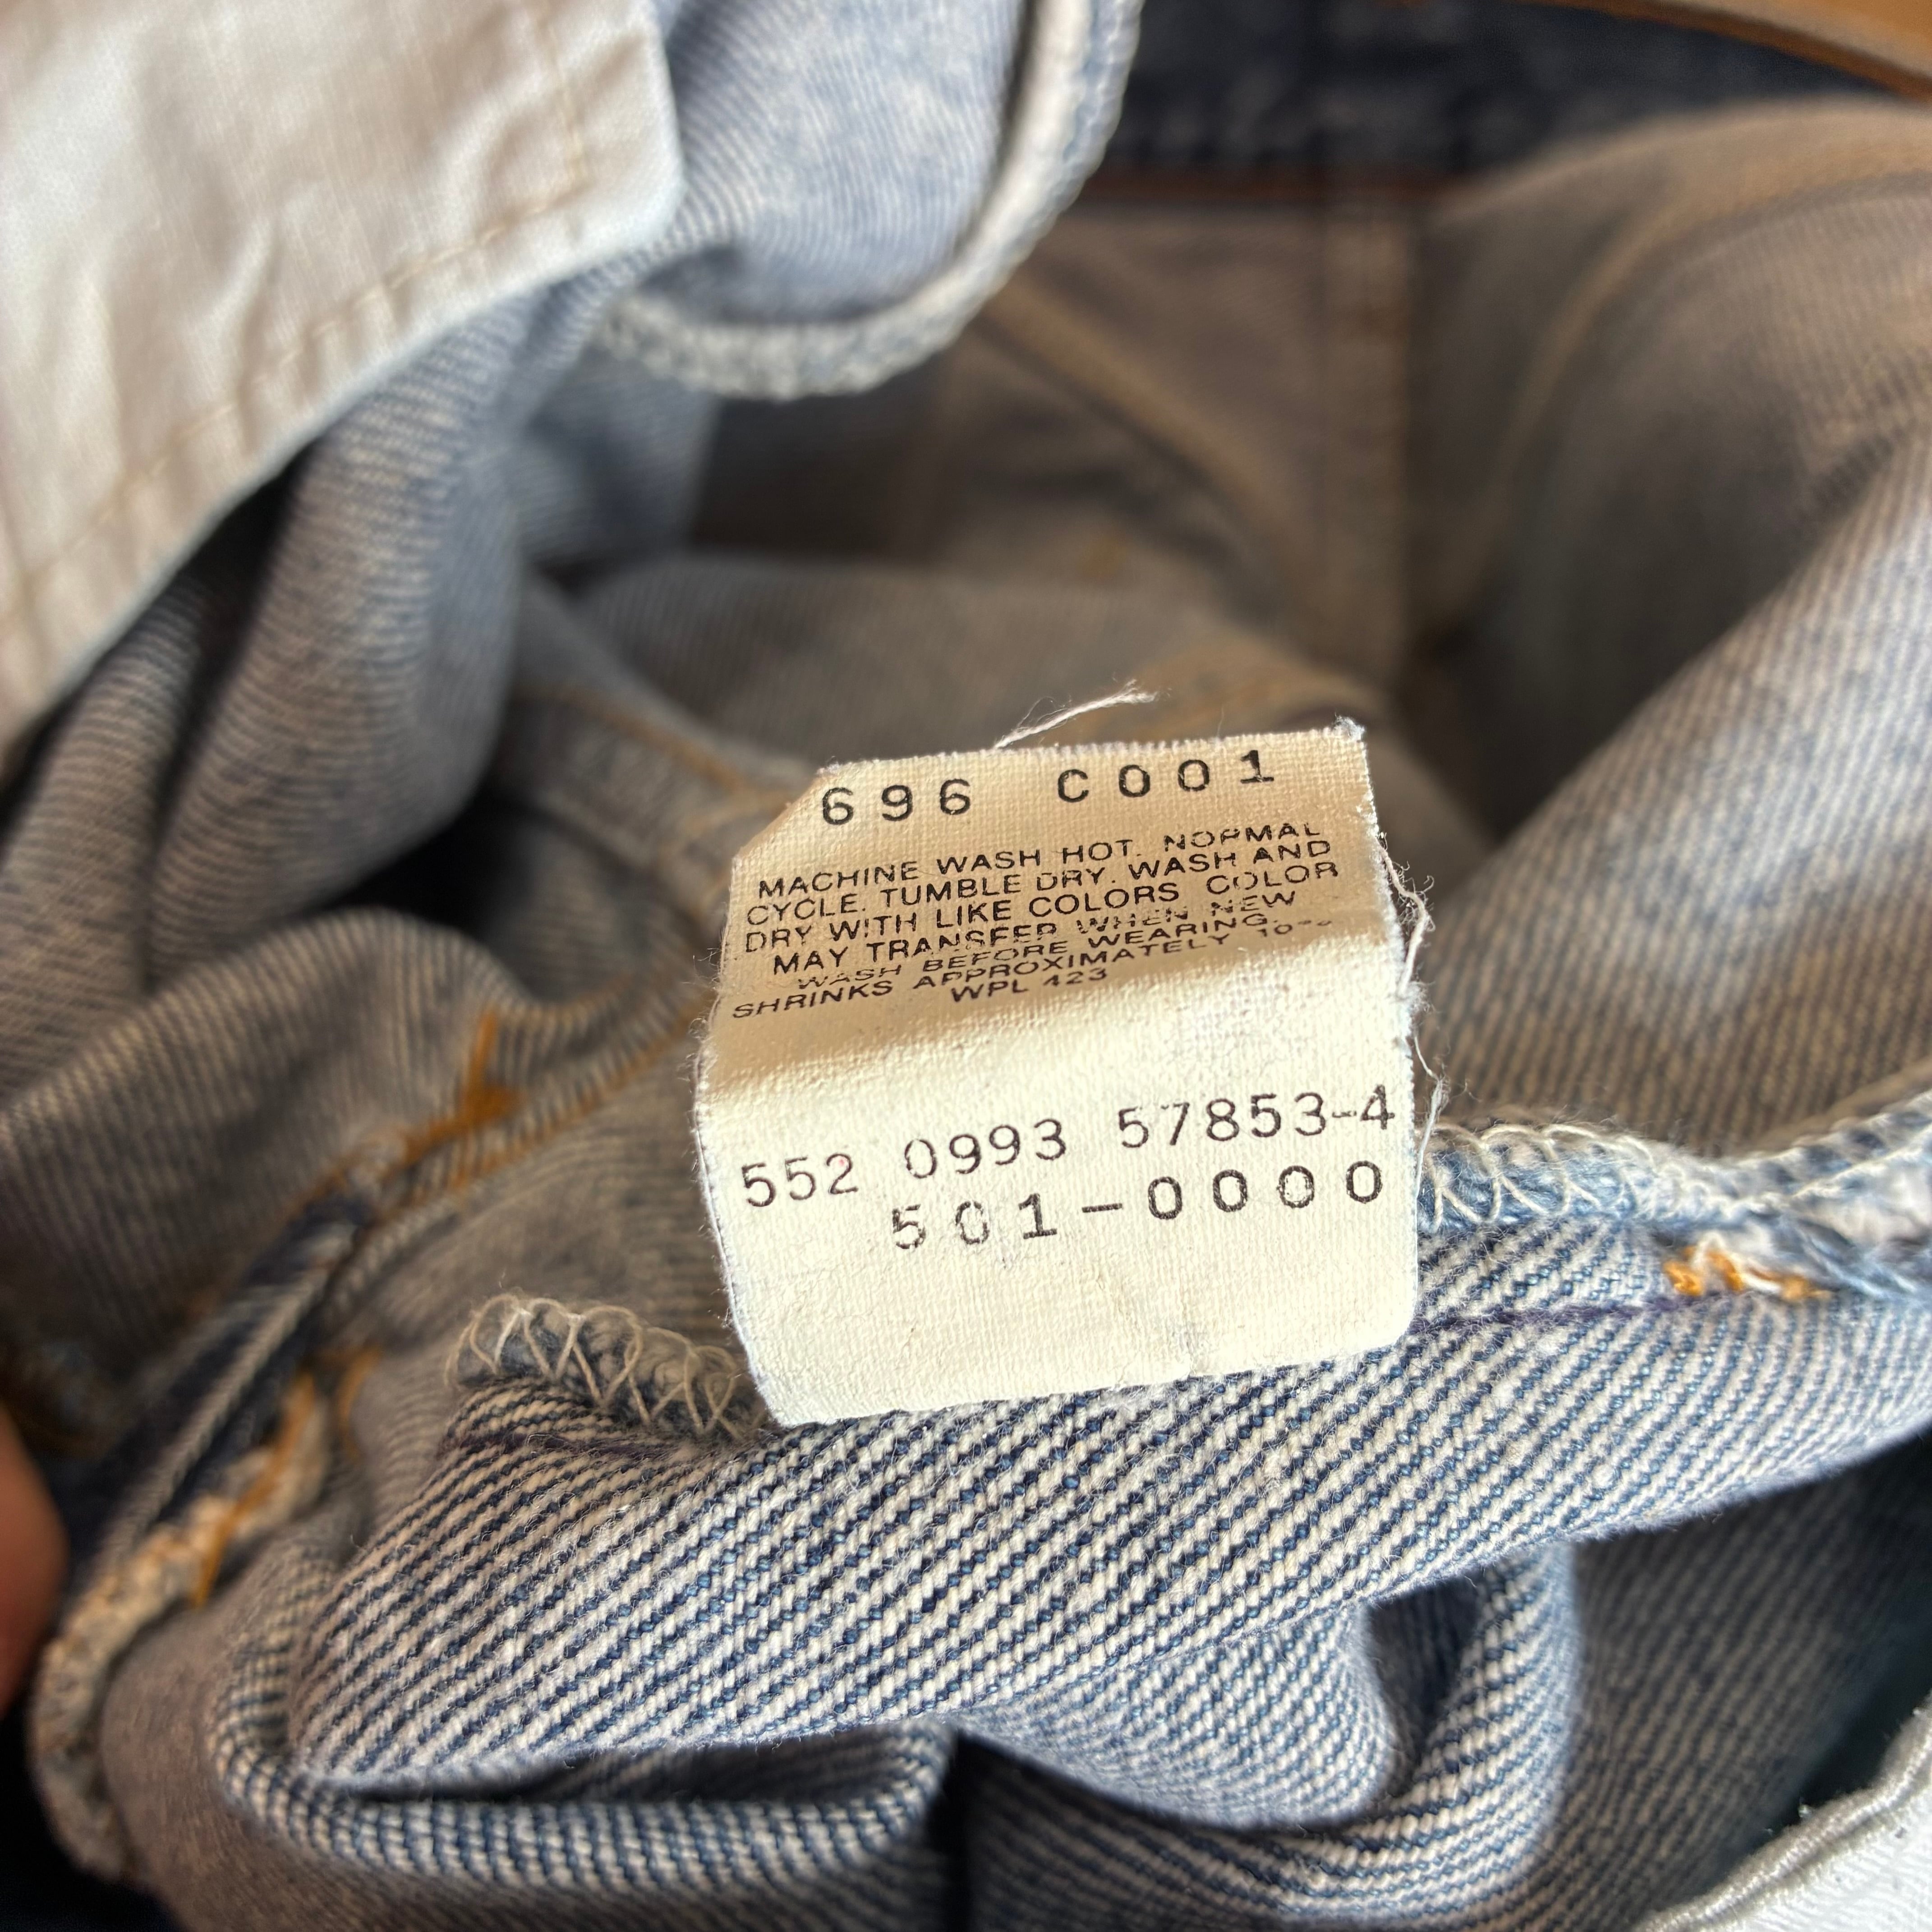 696 C001
MACHINE WASH HOT. NORMAL
CYCLE. TUMBLE DRY. WASH AND
DRY WITH LIKE COLORS COLOR
MAY TRANSFER WHEN NEW
WASH BEFORE WEARING.
SHRINKS APPROXIMATELY
WPL 423
552 0993 57853-4
501-0000